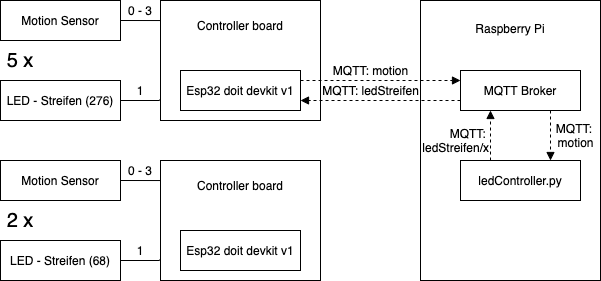 Motion Sensor
0 - 3
Controller board
Raspberry Pi
5 x
MQTT: motion
LED - Streifen (276)
1
Esp32 doit devkit v1
MQTT: ledStreifen
MQTT Broker
MQTT:
ledStreifen/x
MQTT:
motion
Motion Sensor
0 - 3
Controller board
ledController.py
2 x
LED - Streifen (68)
1
Esp32 doit devkit v1